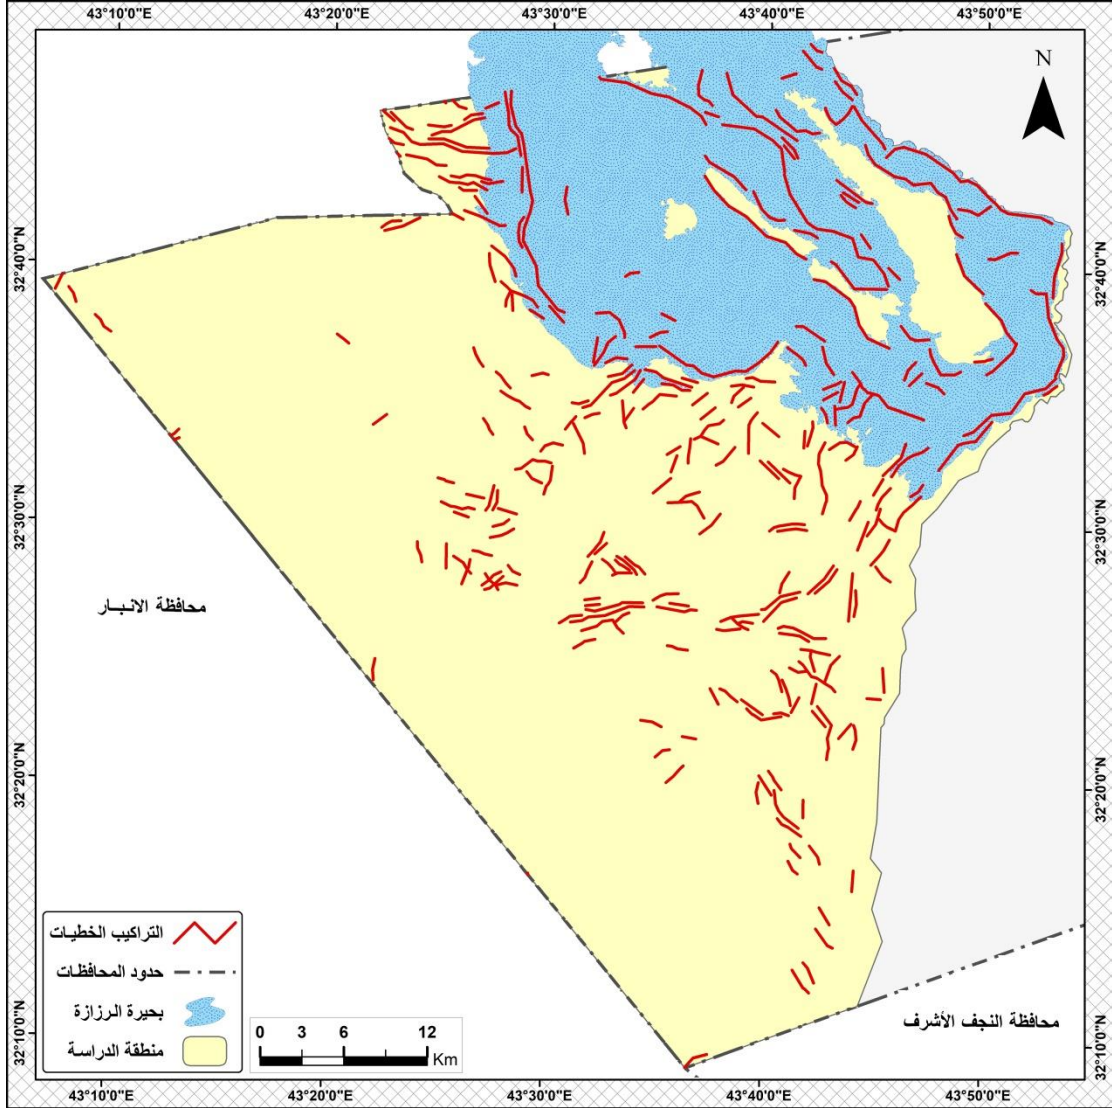 43°10'0"E 43°20'0"E 43°30'0"E 43°40'0"E 43°50'0"E
N
32°40'0"N 32°40'0"N
32°30'0"N 32°30'0"N
محافظة الانبار
32°20'0"N 32°20'0"N
التراكيب الخطيات
حدود المحافظات
بحيرة الرزازة
منطقة الدراسة
0 3 6 12
Km
محافظة النجف الأشرف
32°10'0"N 32°10'0"N
43°10'0"E 43°20'0"E 43°30'0"E 43°40'0"E 43°50'0"E